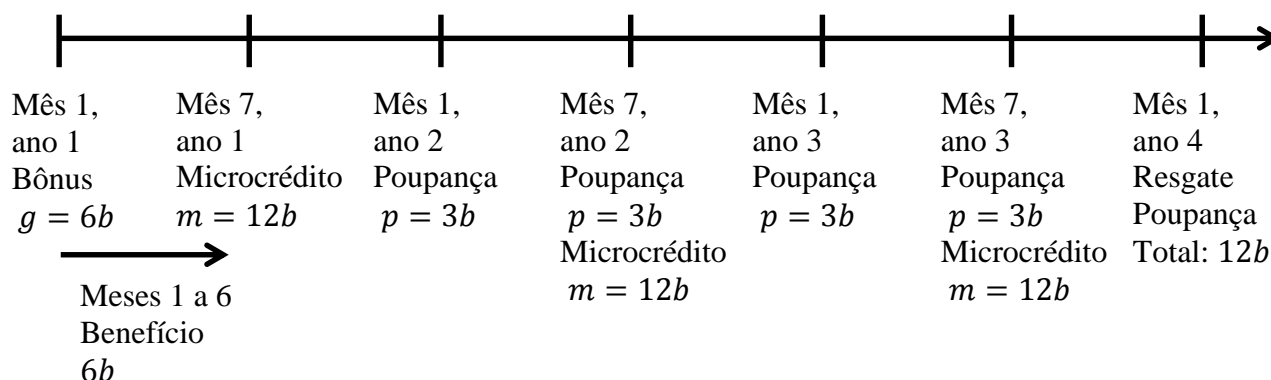 Mês 1,
ano 1
Bônus
g = 6b
Mês 7,
ano 1
Microcrédito
m = 12b
Mês 1,
ano 2
Poupança
p = 3b
Mês 7,
ano 2
Poupança
p = 3b
Microcrédito
m = 12b
Mês 1,
ano 3
Poupança
p = 3b
Mês 7,
ano 3
Poupança
p = 3b
Microcrédito
m = 12b
Mês 1,
ano 4
Resgate
Poupança
Total: 12b
Meses 1 a 6
Benefício
6b